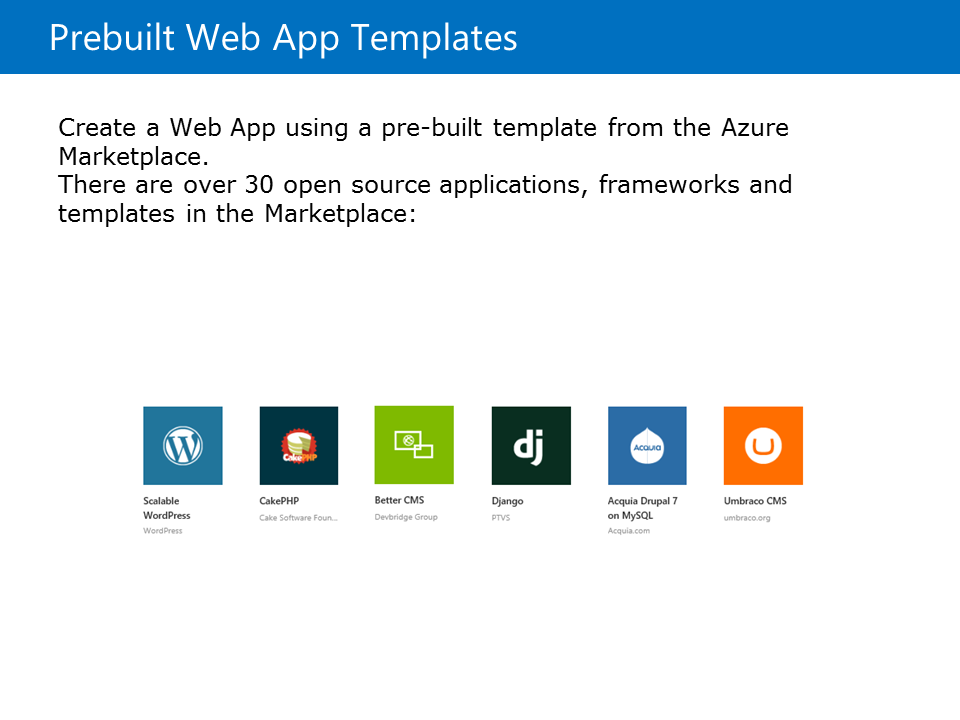 Prebuilt Web App Templates
Create a Web App using a pre-built template from the Azure
Marketplace.
There are over 30 open source applications, frameworks and
templates in the Marketplace:
W
CakePHP
dj
Acquia
Scalable
WordPress
WordPress
CakePHP
Cake Software Foun...
Better CMS
Devbridge Group
Django
PTVS
Acquia Drupal 7
on MySQL
Acquia.com
Umbraco CMS
umbraco.org